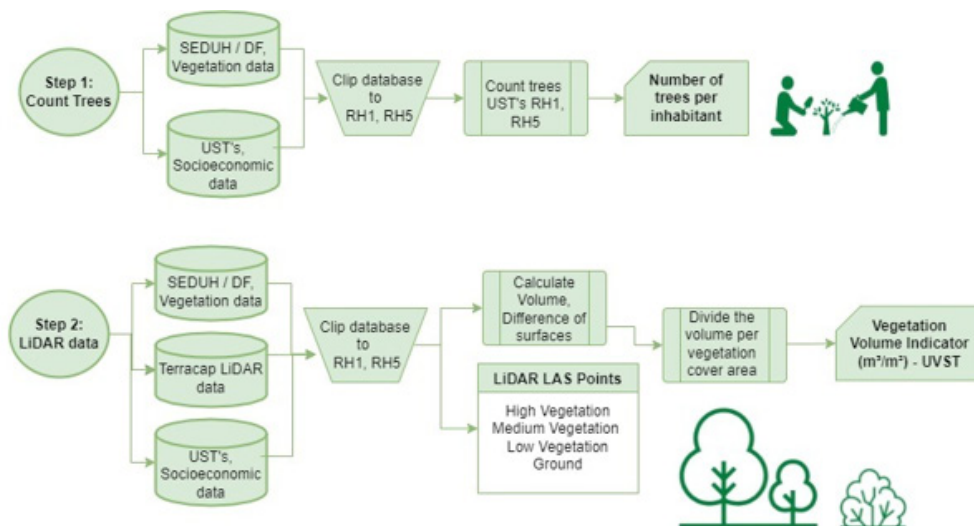 Step 1:
Count Trees
SEDUH / DF,
Vegetation data
UST's,
Socioeconomic
data
Clip database
to
RH1, RH5
Count trees
UST's RH1,
RH5
Number of
trees per
inhabitant
Step 2:
LiDAR data
SEDUH / DF,
Vegetation data
Terracap LiDAR
data
UST's,
Socioeconomic
data
Clip database
to
RH1, RH5
Calculate
Volume,
Difference of
surfaces
LiDAR LAS Points
High Vegetation
Medium Vegetation
Low Vegetation
Ground
Divide the
volume per
vegetation
cover area
Vegetation
Volume Indicator
(m³/m²) - UVST